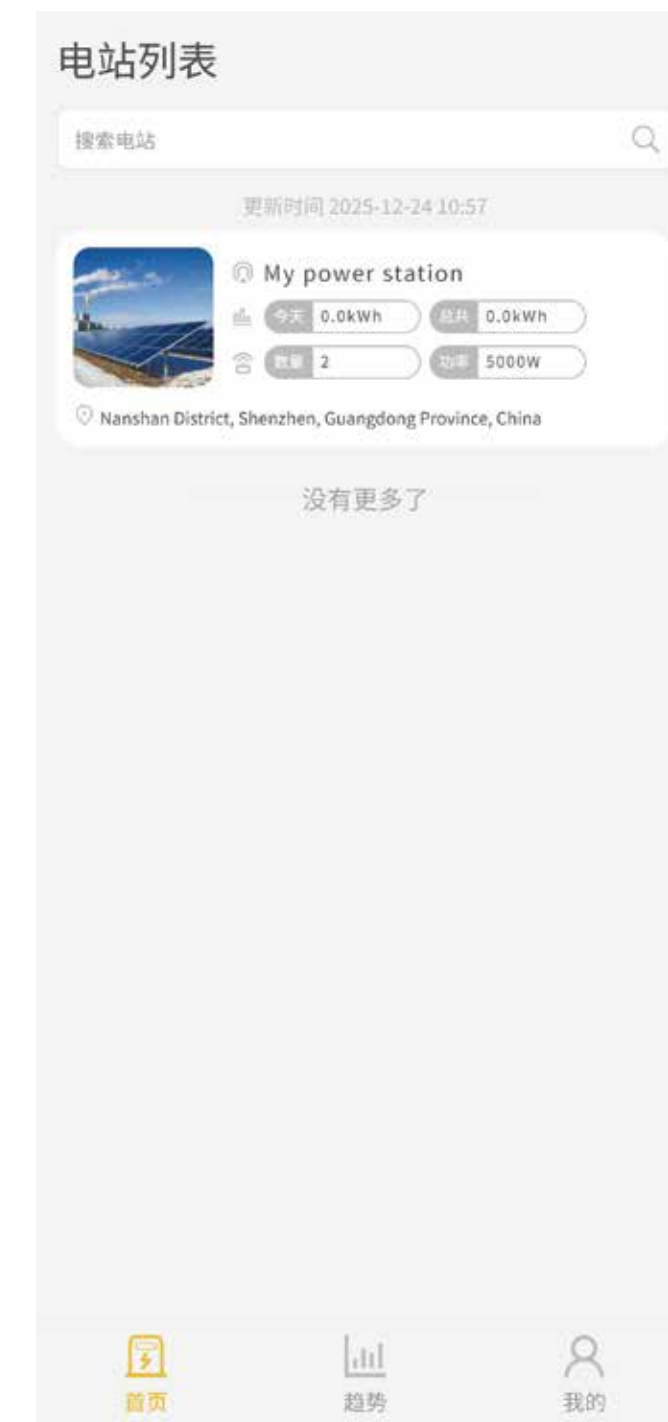 电站列表
搜索电站
更新时间 2025-12-24 10:57
My power station
今天 0.0kWh 总共 0.0kWh
数量 2 功率 5000W
Nanshan District, Shenzhen, Guangdong Province, China
没有更多了
首页 趋势 我的